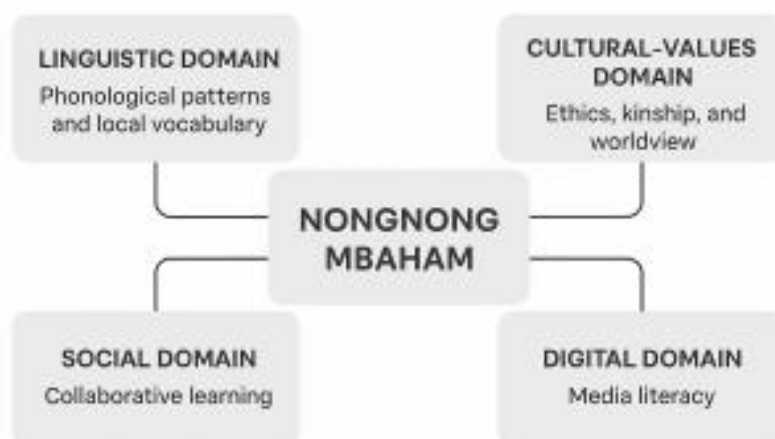 LINGUISTIC DOMAIN
Phonological patterns
and local vocabulary
CULTURAL-VALUES
DOMAIN
Ethics, kinship, and
worldview
NONGNONG
MBAHAM
SOCIAL DOMAIN
Collaborative learning
DIGITAL DOMAIN
Media literacy